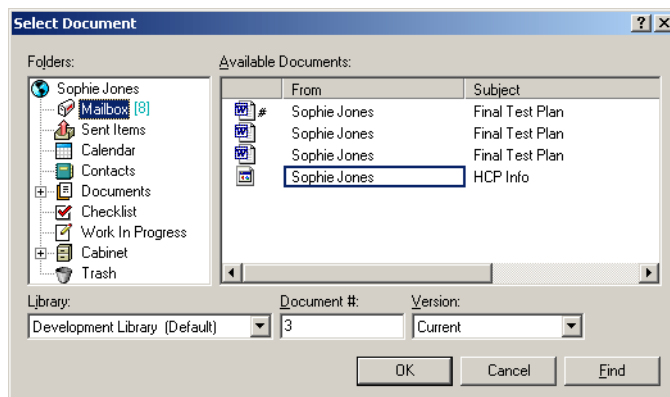 Select Document
Folders:
Available Documents:
Sophie Jones
Mailbox [8]
Sent Items
Calendar
Contacts
Documents
Checklist
Work In Progress
Cabinet
Trash
From Subject
# Sophie Jones Final Test Plan
Sophie Jones Final Test Plan
Sophie Jones Final Test Plan
Sophie Jones HCP Info
Library: Document #: Version:
Development Library (Default) 3 Current
OK Cancel Find